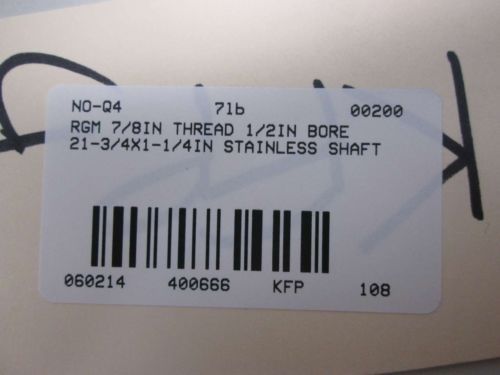 NO-Q4 7lb 00200
RGM 7/8IN THREAD 1/2IN BORE
21-3/4X1-1/4IN STAINLESS SHAFT
060214 400666 KFP 108